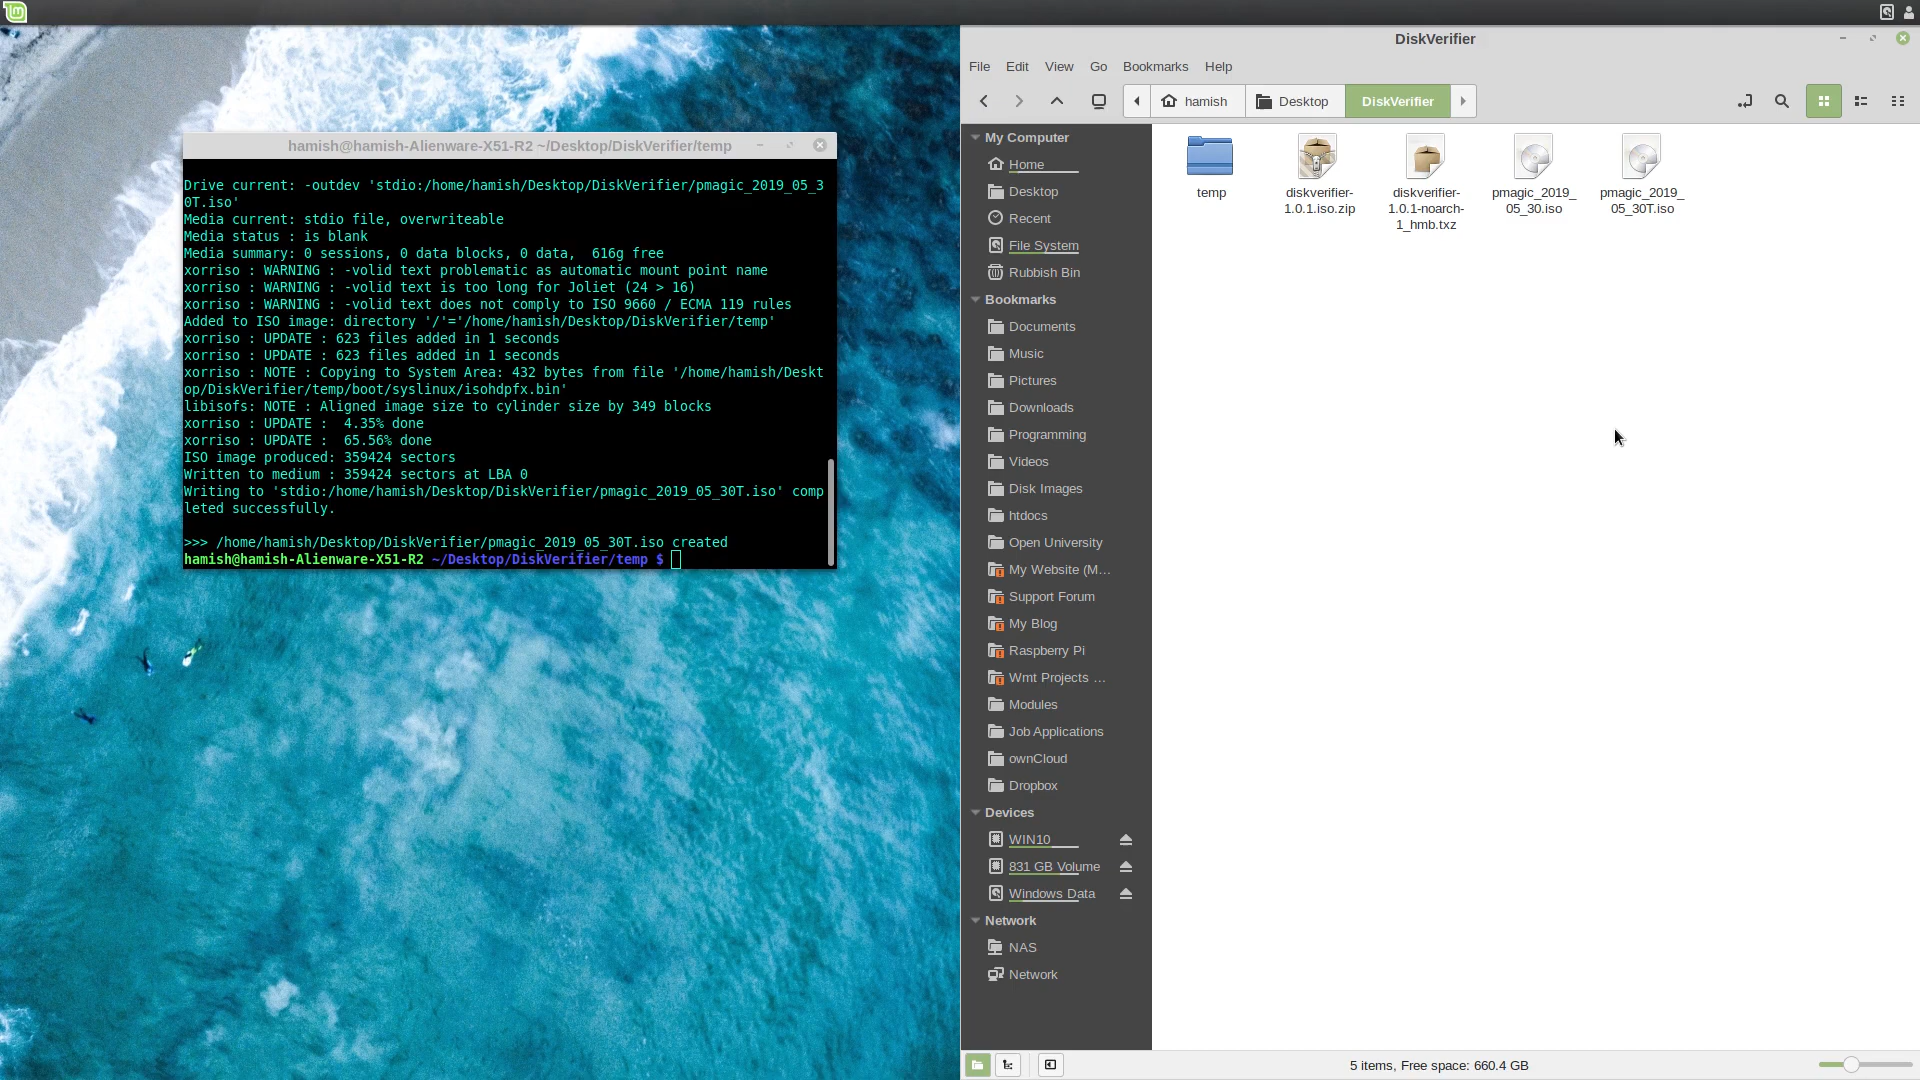 hamish@hamish-Alienware-X51-R2 ~/Desktop/DiskVerifier/temp
Drive current: -outdev 'stdio:/home/hamish/Desktop/DiskVerifier/pmagic_2019_05_3
0T.iso'
Media current: stdio file, overwriteable
Media status : is blank
Media summary: 0 sessions, 0 data blocks, 0 data,  616g free
xorriso : WARNING : -volid text problematic as automatic mount point name
xorriso : WARNING : -volid text is too long for Joliet (24 > 16)
xorriso : WARNING : -volid text does not comply to ISO 9660 / ECMA 119 rules
Added to ISO image: directory '/'='/home/hamish/Desktop/DiskVerifier/temp'
xorriso : UPDATE : 623 files added in 1 seconds
xorriso : UPDATE : 623 files added in 1 seconds
xorriso : NOTE : Copying to System Area: 432 bytes from file '/home/hamish/Deskt
op/DiskVerifier/temp/boot/syslinux/isohdpfx.bin'
libisofs: NOTE : Aligned image size to cylinder size by 349 blocks
xorriso : UPDATE :  4.35% done
xorriso : UPDATE :  65.56% done
ISO image produced: 359424 sectors
Written to medium : 359424 sectors at LBA 0
Writing to 'stdio:/home/hamish/Desktop/DiskVerifier/pmagic_2019_05_30T.iso' comp
leted successfully.
>>> /home/hamish/Desktop/DiskVerifier/pmagic_2019_05_30T.iso created
hamish@hamish-Alienware-X51-R2 ~/Desktop/DiskVerifier/temp $
DiskVerifier
File Edit View Go Bookmarks Help
hamish Desktop DiskVerifier
My Computer
Home
Desktop
Recent
File System
Rubbish Bin
Bookmarks
Documents
Music
Pictures
Downloads
Programming
Videos
Disk Images
htdocs
Open University
My Website (M...
Support Forum
My Blog
Raspberry Pi
Wmt Projects ...
Modules
Job Applications
ownCloud
Dropbox
Devices
WIN10
831 GB Volume
Windows Data
Network
NAS
Network
temp
diskverifier-
1.0.1.iso.zip
diskverifier-
1.0.1-noarch-
1_hmb.txz
pmagic_2019_
05_30.iso
pmagic_2019_
05_30T.iso
5 items, Free space: 660.4 GB